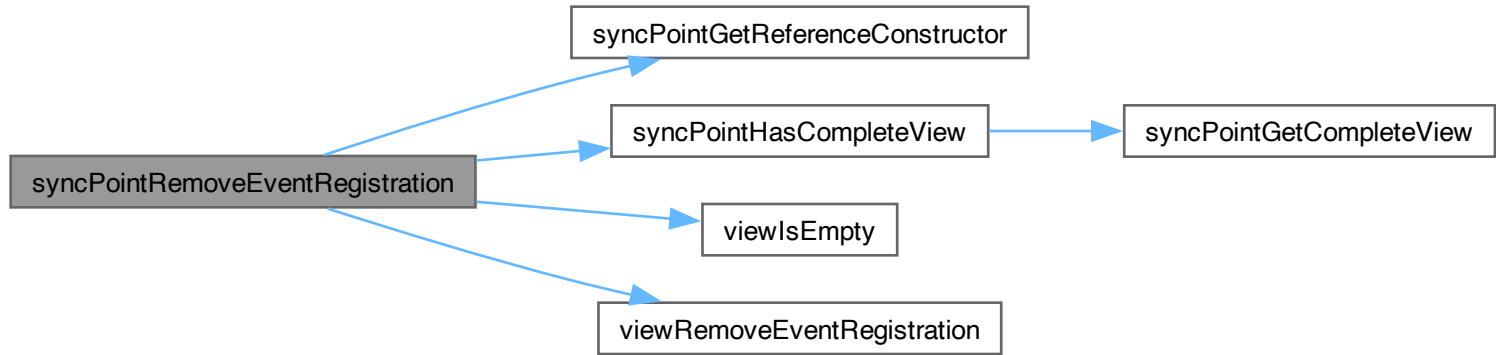 syncPointGetReferenceConstructor
syncPointHasCompleteView
syncPointGetCompleteView
syncPointRemoveEventRegistration
viewIsEmpty
viewRemoveEventRegistration